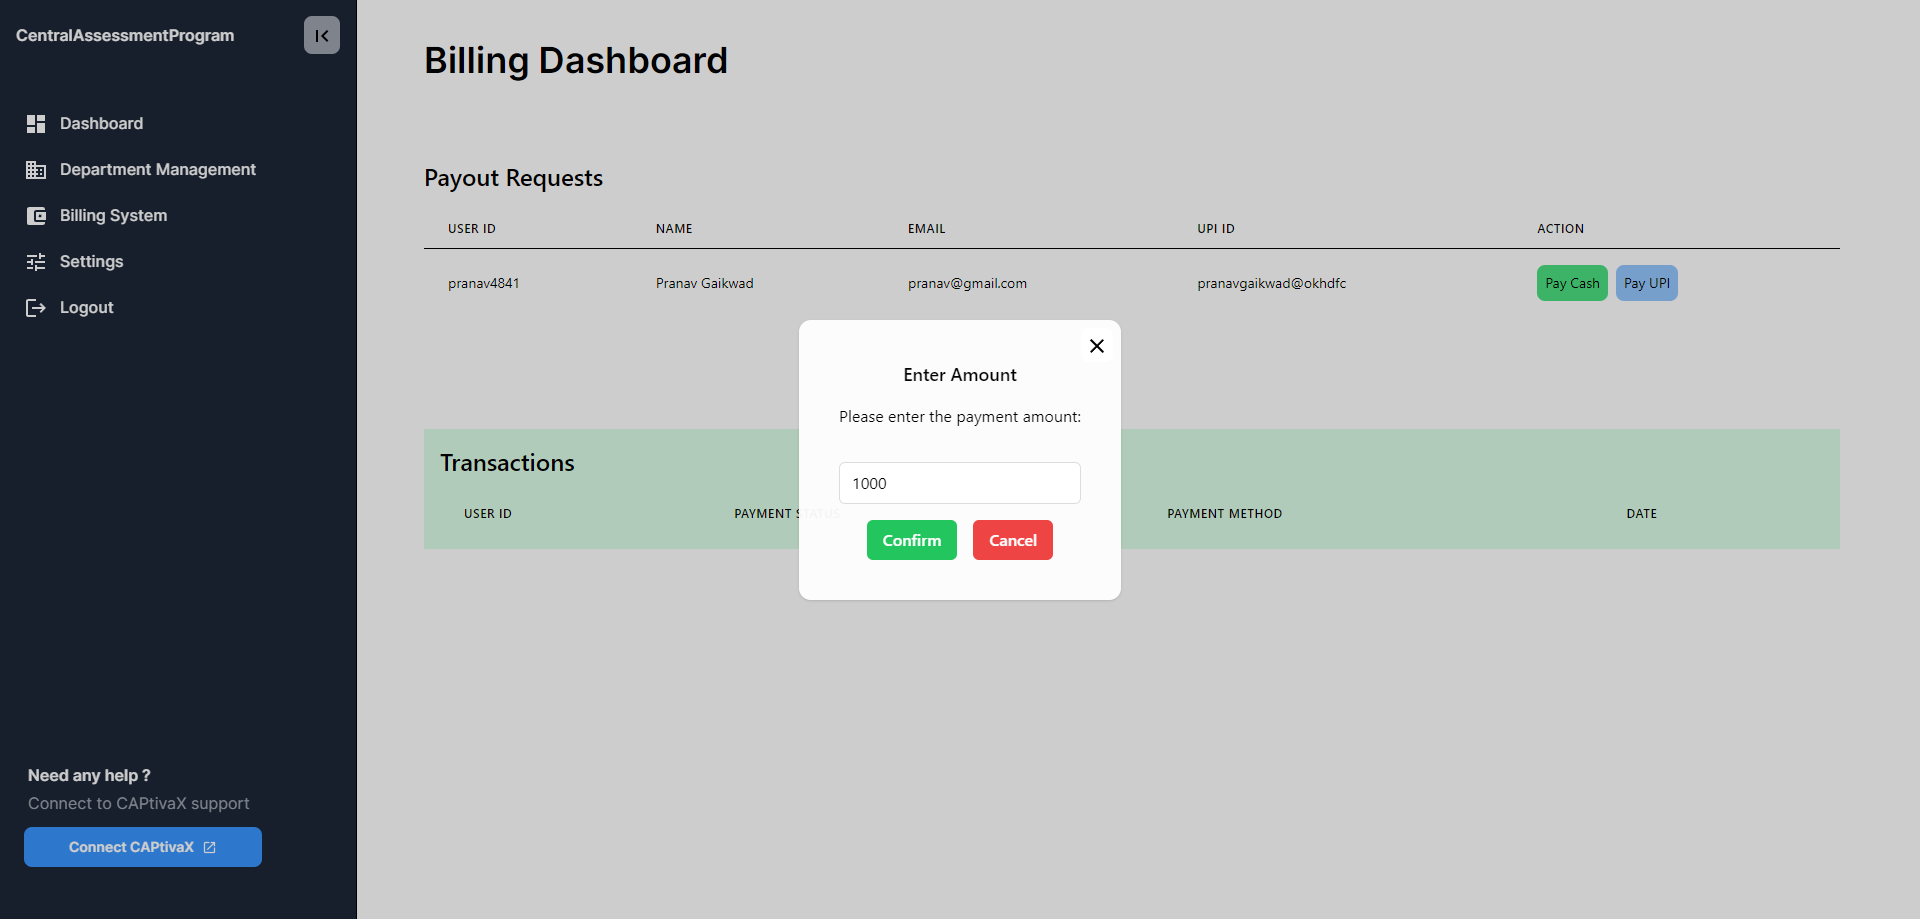 CentralAssessmentProgram
Dashboard
Department Management
Billing System
Settings
Logout
Need any help ?
Connect to CAPtivaX support
Connect CAPtivaX
Billing Dashboard
Payout Requests
USER ID NAME EMAIL UPI ID ACTION
pranav4841 Pranav Gaikwad pranav@gmail.com pranavgaikwad@okhdfc Pay Cash Pay UPI
Enter Amount
Please enter the payment amount:
1000
Confirm Cancel
Transactions
USER ID PAYMENT STATUS PAYMENT METHOD DATE